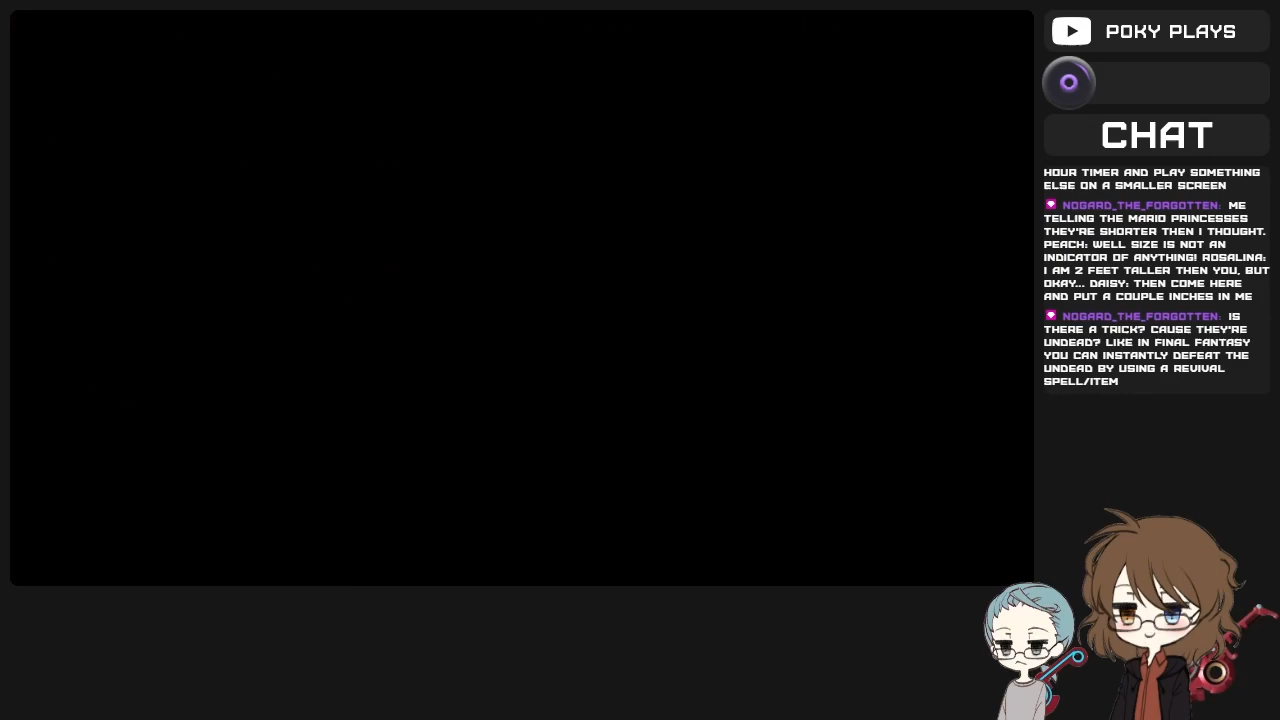 POKY PLAYS
CHAT
HOUR TIMER AND PLAY SOMETHING
ELSE ON A SMALLER SCREEN
NOGARD_THE_FORGOTTEN: ME
TELLING THE MARIO PRINCESSES
THEY'RE SHORTER THEN I THOUGHT.
PEACH: WELL SIZE IS NOT AN
INDICATOR OF ANYTHING! ROSALINA:
I AM 2 FEET TALLER THEN YOU, BUT
OKAY... DAISY: THEN COME HERE
AND PUT A COUPLE INCHES IN ME
NOGARD_THE_FORGOTTEN: IS
THERE A TRICK? CAUSE THEY'RE
UNDEAD? LIKE IN FINAL FANTASY
YOU CAN INSTANTLY DEFEAT THE
UNDEAD BY USING A REVIVAL
SPELL/ITEM